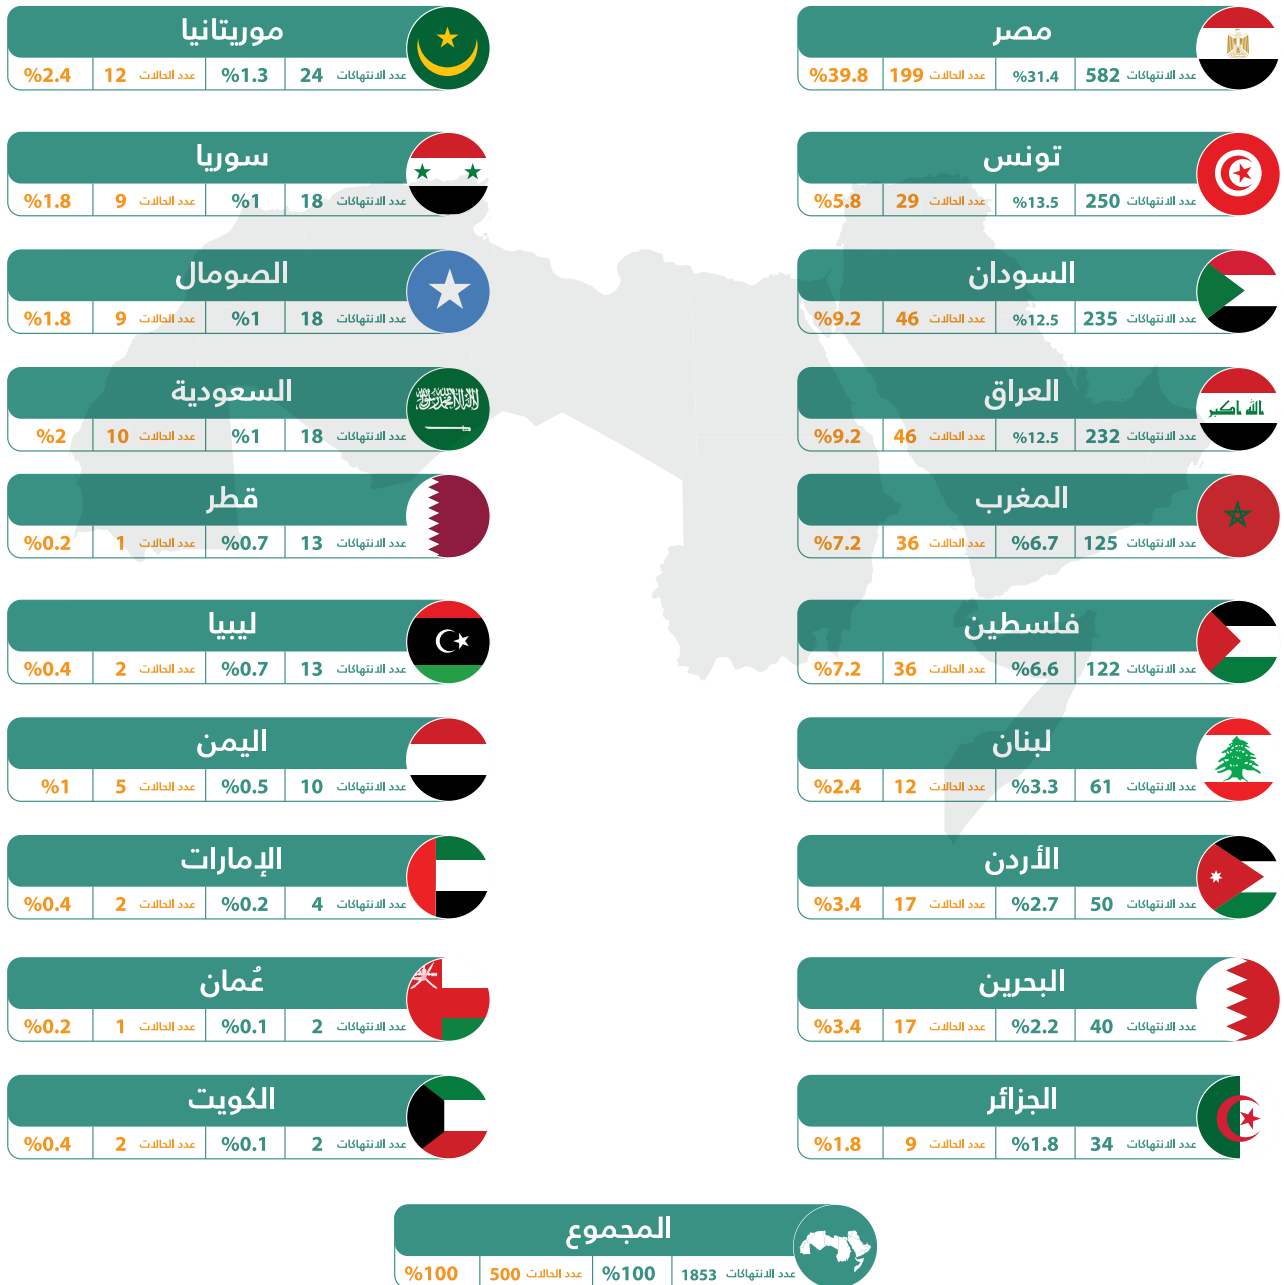 مصر
عدد الانتهاكات 582 %31.4 عدد الحالات 199 %39.8
تونس
عدد الانتهاكات 250 %13.5 عدد الحالات 29 %5.8
السودان
عدد الانتهاكات 235 %12.5 عدد الحالات 46 %9.2
العراق
عدد الانتهاكات 232 %12.5 عدد الحالات 46 %9.2
الله اكبر
المغرب
عدد الانتهاكات 125 %6.7 عدد الحالات 36 %7.2
فلسطين
عدد الانتهاكات 122 %6.6 عدد الحالات 36 %7.2
لبنان
عدد الانتهاكات 61 %3.3 عدد الحالات 12 %2.4
الأردن
عدد الانتهاكات 50 %2.7 عدد الحالات 17 %3.4
البحرين
عدد الانتهاكات 40 %2.2 عدد الحالات 17 %3.4
الجزائر
عدد الانتهاكات 34 %1.8 عدد الحالات 9 %1.8
موريتانيا
عدد الانتهاكات 24 %1.3 عدد الحالات 12 %2.4
سوريا
عدد الانتهاكات 18 %1 عدد الحالات 9 %1.8
الصومال
عدد الانتهاكات 18 %1 عدد الحالات 9 %1.8
السعودية
عدد الانتهاكات 18 %1 عدد الحالات 10 %2
لا إله إلا الله محمد رسول الله
قطر
عدد الانتهاكات 13 %0.7 عدد الحالات 1 %0.2
ليبيا
عدد الانتهاكات 13 %0.7 عدد الحالات 2 %0.4
اليمن
عدد الانتهاكات 10 %0.5 عدد الحالات 5 %1
الإمارات
عدد الانتهاكات 4 %0.2 عدد الحالات 2 %0.4
عُمان
عدد الانتهاكات 2 %0.1 عدد الحالات 1 %0.2
الكويت
عدد الانتهاكات 2 %0.1 عدد الحالات 2 %0.4
المجموع
عدد الانتهاكات 1853 %100 عدد الحالات 500 %100